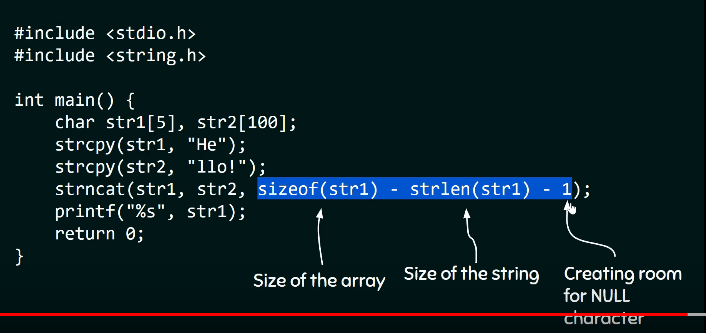 #include <stdio.h>
#include <string.h>
int main() {
    char str1[5], str2[100];
    strcpy(str1, "He");
    strcpy(str2, "llo!");
    strncat(str1, str2, sizeof(str1) - strlen(str1) - 1);
    printf("%s", str1);
    return 0;
}
Size of the array
Size of the string
Creating room
for NULL
character